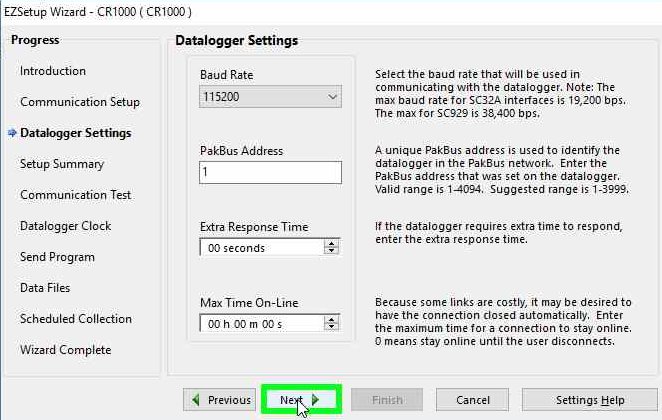 EZSetup Wizard - CR1000 ( CR1000 )
Progress
Introduction
Communication Setup
Datalogger Settings
Setup Summary
Communication Test
Datalogger Clock
Send Program
Data Files
Scheduled Collection
Wizard Complete
Datalogger Settings
Baud Rate
115200
Select the baud rate that will be used in
communicating with the datalogger. Note: The
max baud rate for SC32A interfaces is 19,200 bps.
The max for SC929 is 38,400 bps.
PakBus Address
1
A unique PakBus address is used to identify the
datalogger in the PakBus network. Enter the
PakBus address that was set on the datalogger.
Valid range is 1-4094. Suggested range is 1-3999.
Extra Response Time
00 seconds
If the datalogger requires extra time to respond,
enter the extra response time.
Max Time On-Line
00 h 00 m 00 s
Because some links are costly, it may be desired to
have the connection closed automatically. Enter
the maximum time for a connection to stay online.
0 means stay online until the user disconnects.
Previous
Next
Finish
Cancel
Settings Help